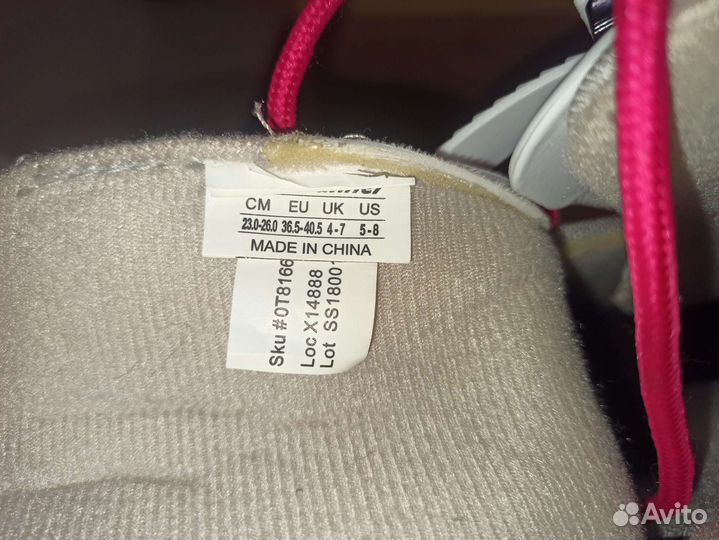 CM EU UK US
23.0-26.0 36.5-40.5 4-7 5-8
MADE IN CHINA
Sku #0T8166
Loc X14888
Lot SS18001
Avito